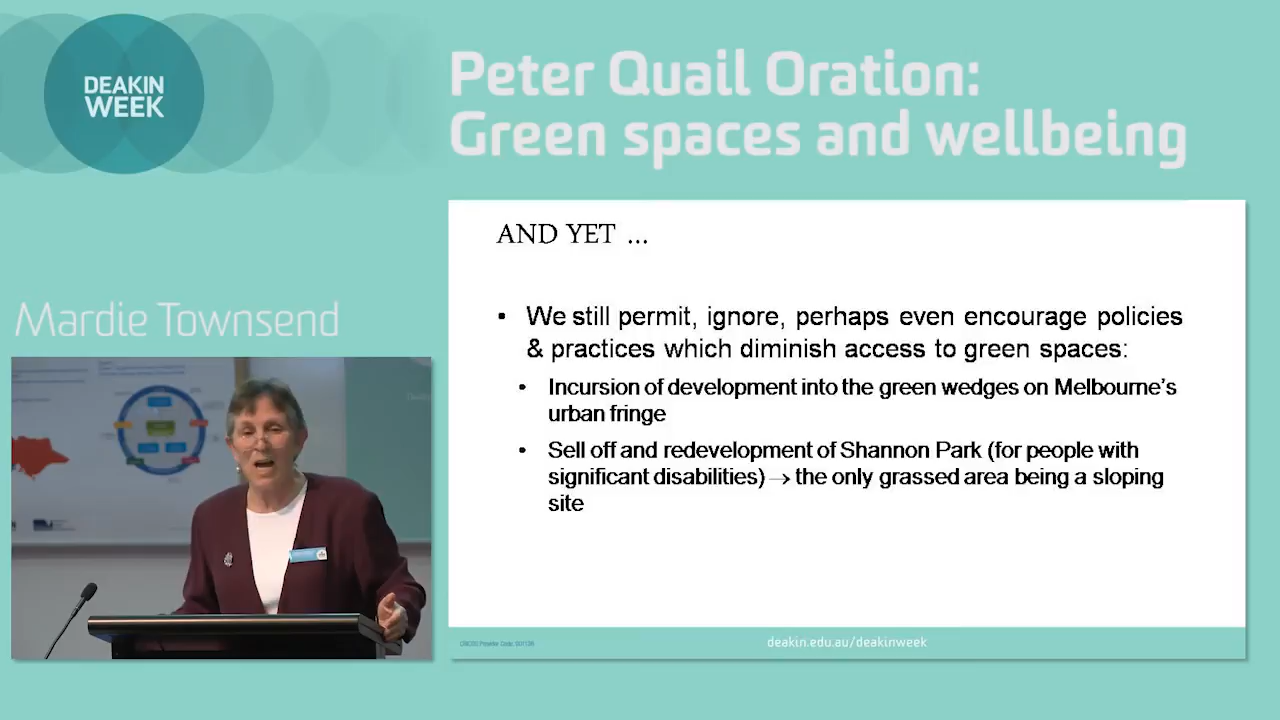 DEAKIN
WEEK
Peter Quail Oration:
Green spaces and wellbeing
Mardie Townsend
AND YET ...
• We still permit, ignore, perhaps even encourage policies
& practices which diminish access to green spaces:
• Incursion of development into the green wedges on Melbourne's
urban fringe
• Sell off and redevelopment of Shannon Park (for people with
significant disabilities) → the only grassed area being a sloping
site
deakin.edu.au/deakinweek